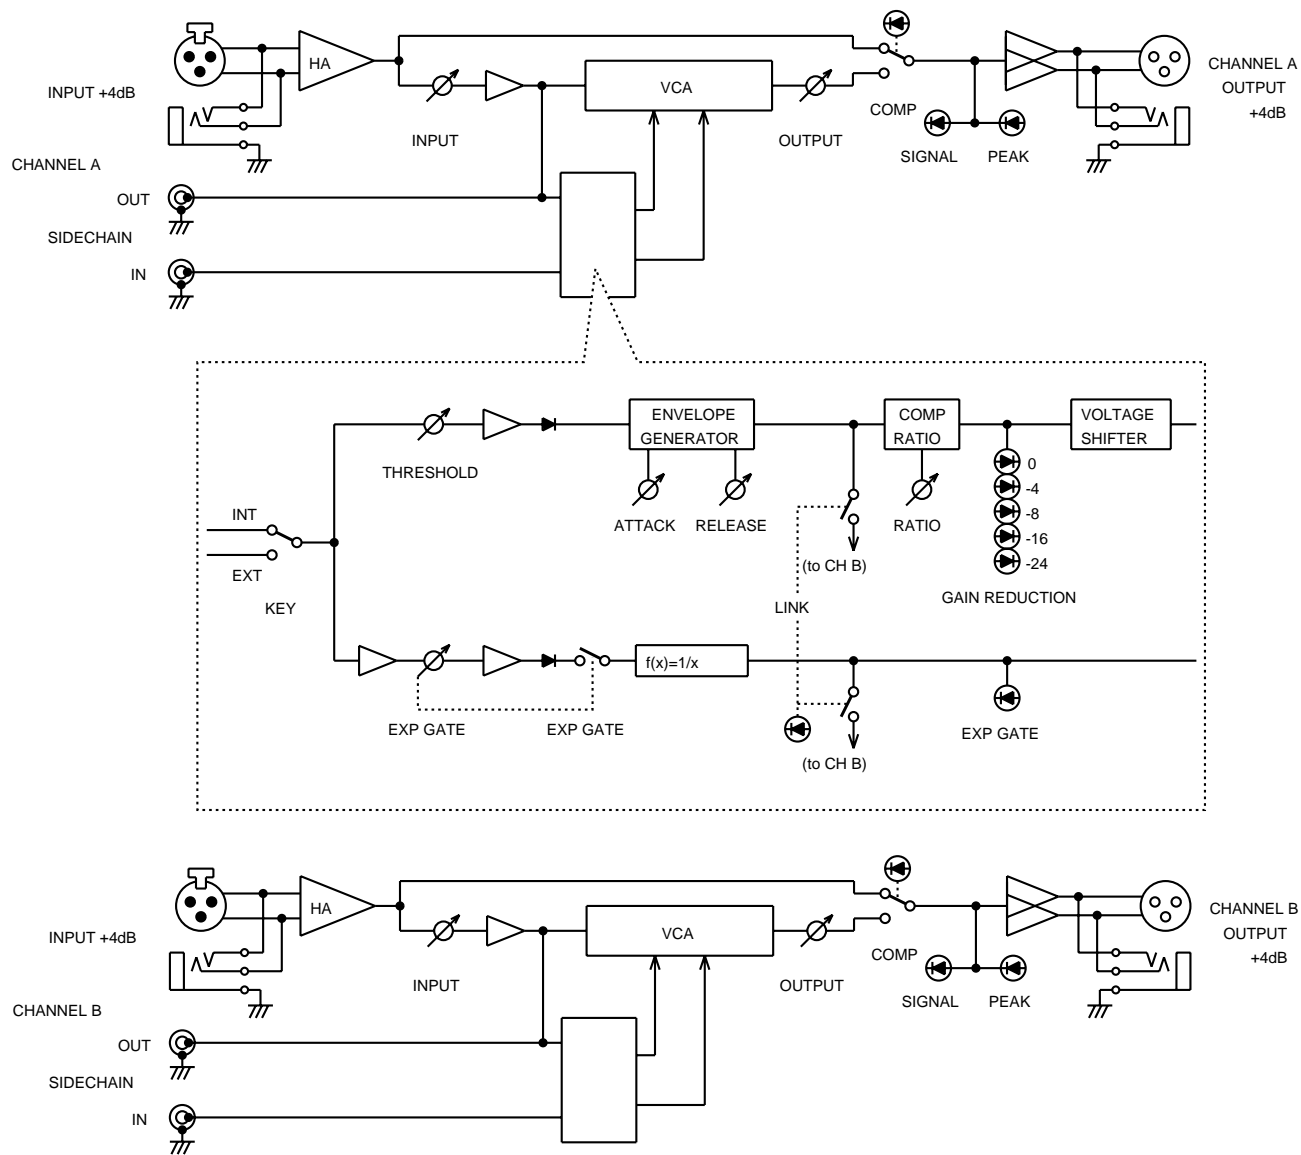 HA
INPUT +4dB
VCA
COMP
CHANNEL A
OUTPUT
+4dB
INPUT
OUTPUT
SIGNAL
PEAK
CHANNEL A
OUT
SIDECHAIN
IN
ENVELOPE
GENERATOR
COMP
RATIO
VOLTAGE
SHIFTER
THRESHOLD
0
-4
-8
-16
-24
ATTACK
RELEASE
RATIO
INT
EXT
KEY
(to CH B)
GAIN REDUCTION
LINK
f(x)=1/x
EXP GATE
EXP GATE
EXP GATE
(to CH B)
HA
INPUT +4dB
VCA
COMP
CHANNEL B
OUTPUT
+4dB
INPUT
OUTPUT
SIGNAL
PEAK
CHANNEL B
OUT
SIDECHAIN
IN